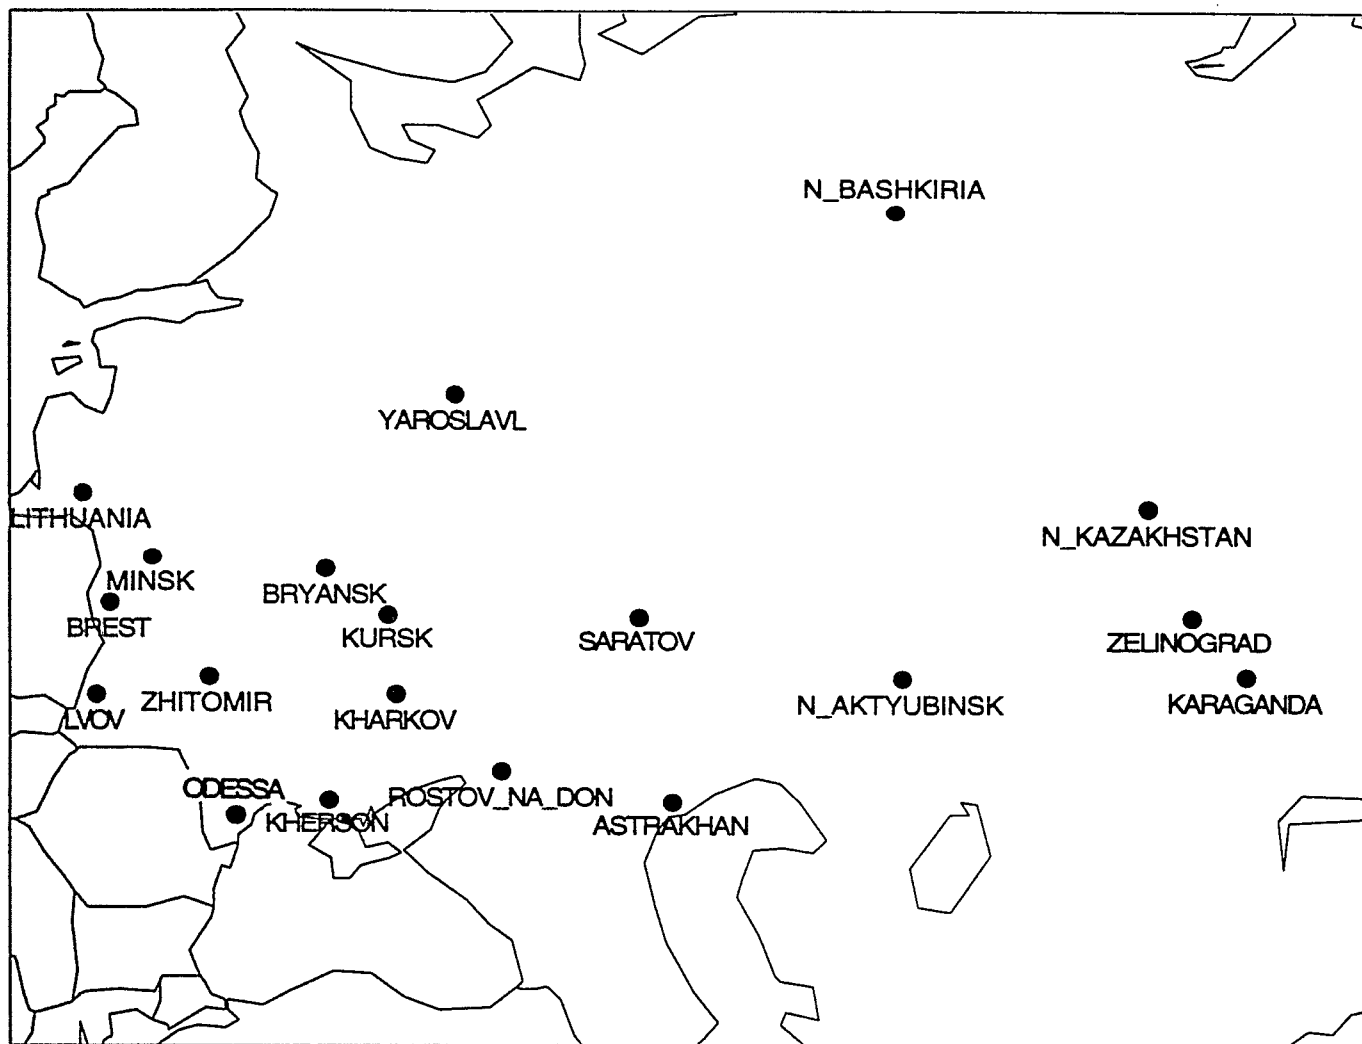 N_BASHKIRIA
YAROSLAVL
LITHUANIA
N_KAZAKHSTAN
MINSK
BRYANSK
BREST
KURSK
SARATOV
ZELINOGRAD
LVOV
ZHITOMIR
KHARKOV
N_AKTYUBINSK
KARAGANDA
ODESSA
KHERSON
ROSTOV_NA_DON
ASTRAKHAN